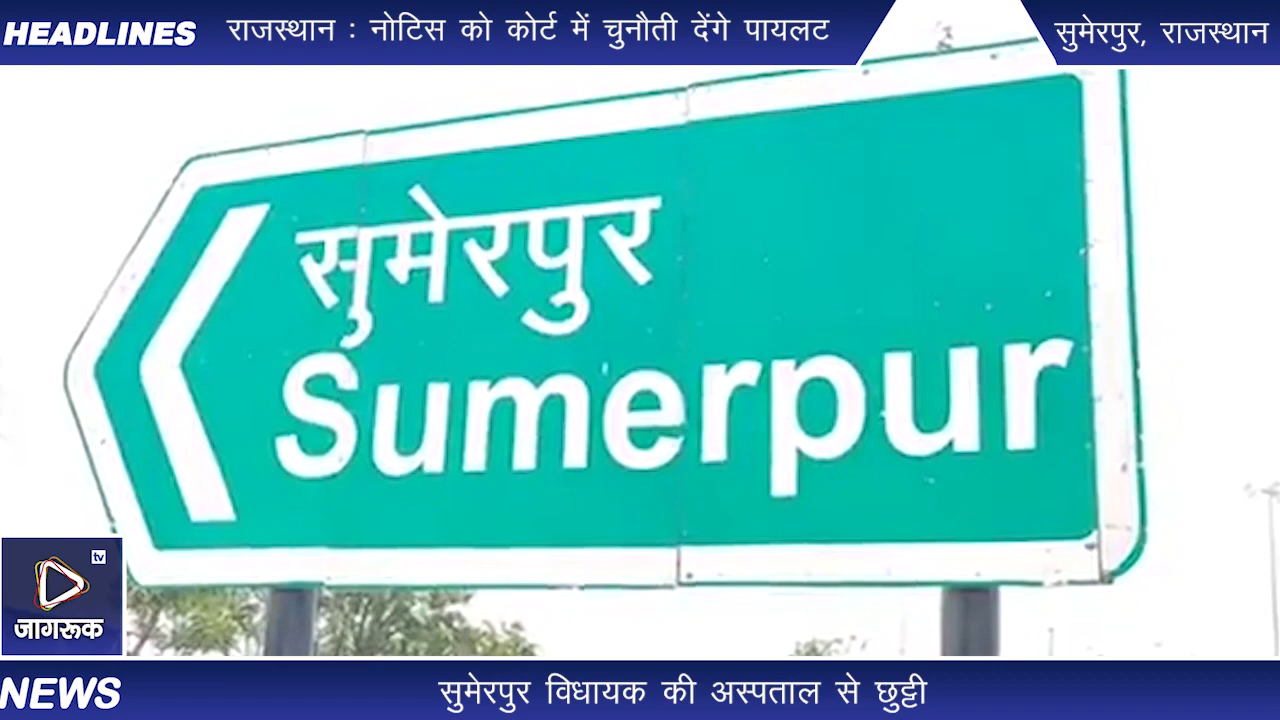 HEADLINES
राजस्थान : नोटिस को कोर्ट में चुनौती देंगे पायलट
सुमेरपुर, राजस्थान
सुमेरपुर
Sumerpur
tv
जागरूक
NEWS
सुमेरपुर विधायक की अस्पताल से छुट्टी